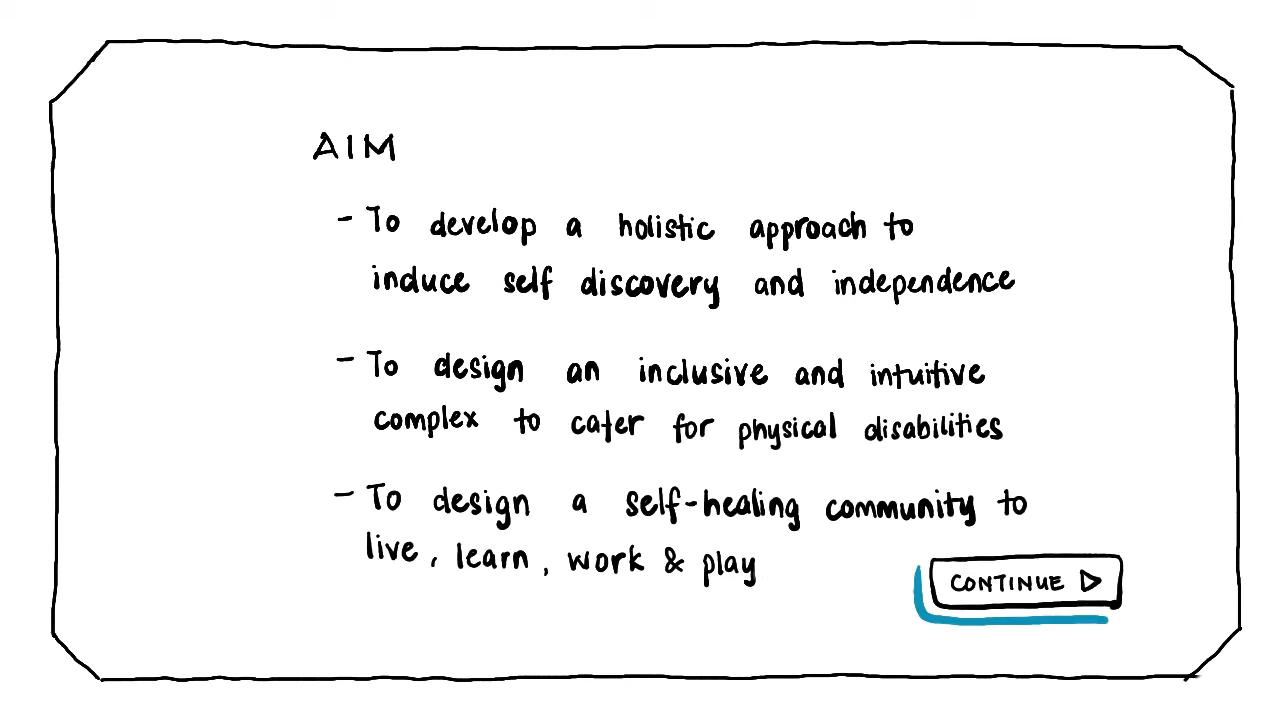 AIM
- To develop a holistic approach to
induce self discovery and independence
- To design an inclusive and intuitive
complex to cater for physical disabilities
- To design a self-healing community to
live, learn, work & play
CONTINUE